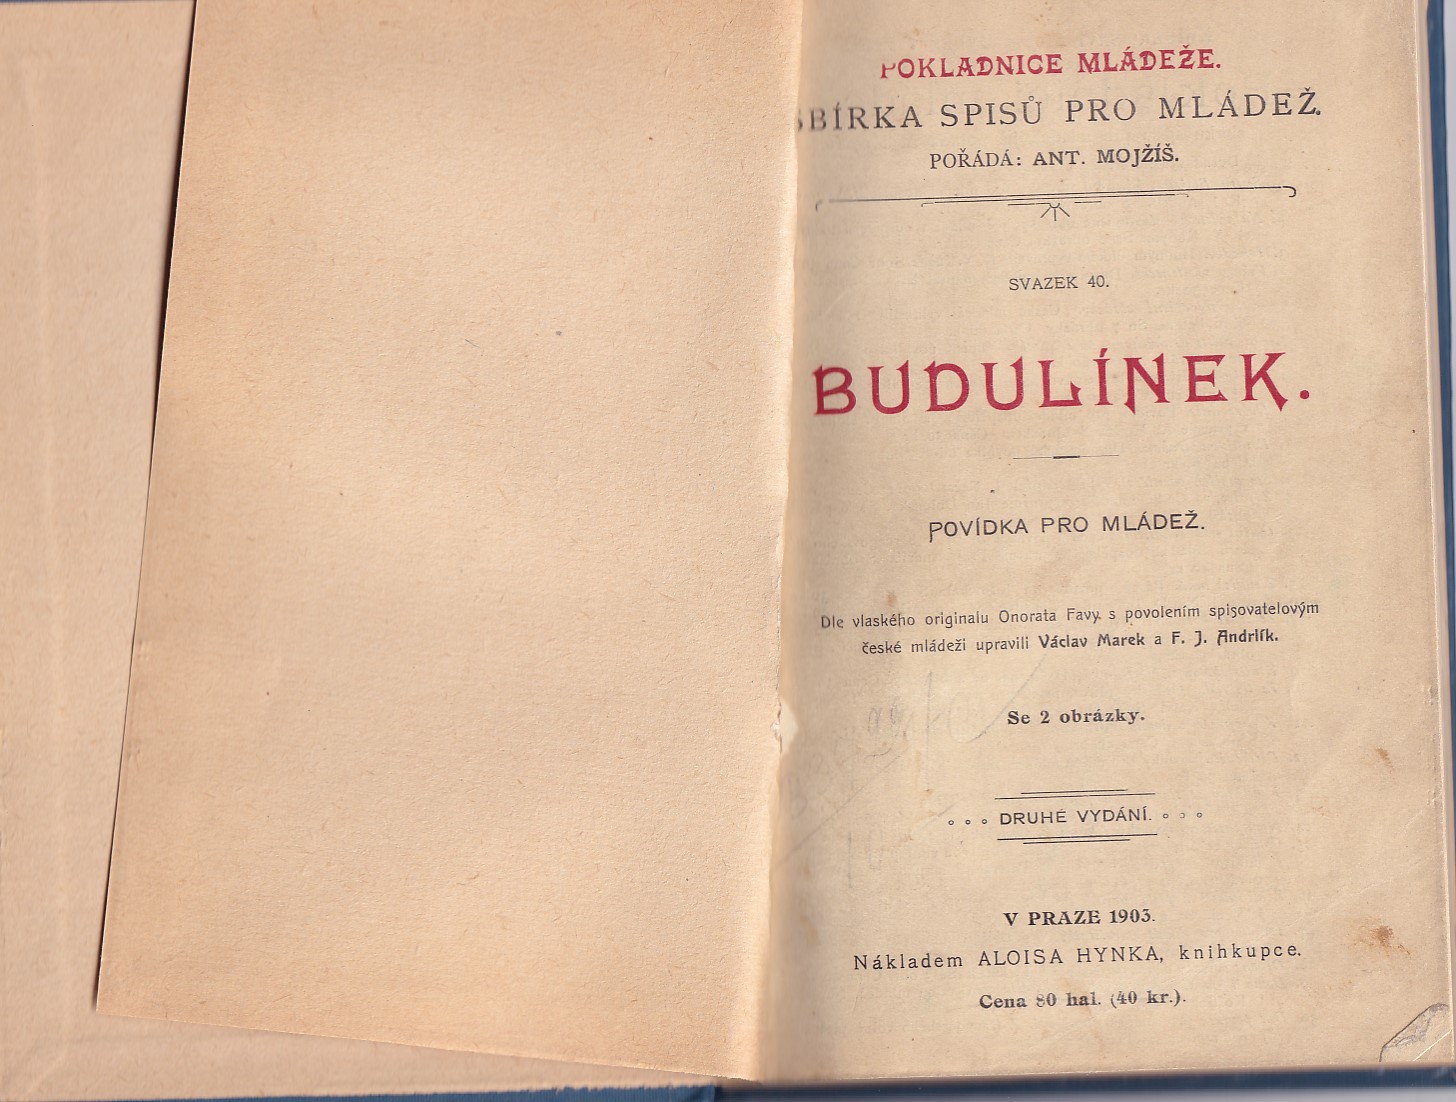 POKLADNICE MLÁDEŽE.
SBÍRKA SPISŮ PRO MLÁDEŽ.
POŘÁDÁ: ANT. MOJŽÍŠ.
SVAZEK 40.
BUDULÍNEK.
POVÍDKA PRO MLÁDEŽ.
Dle vlaského originalu Onorata Favy. s povolením spisovatelovým
české mládeži upravili Václav Marek a F. J. Andrlík.
Se 2 obrázky.
DRUHÉ VYDÁNÍ.
V PRAZE 1903.
Nákladem ALOISA HYNKA, knihkupce.
Cena 80 hal. (40 kr.).